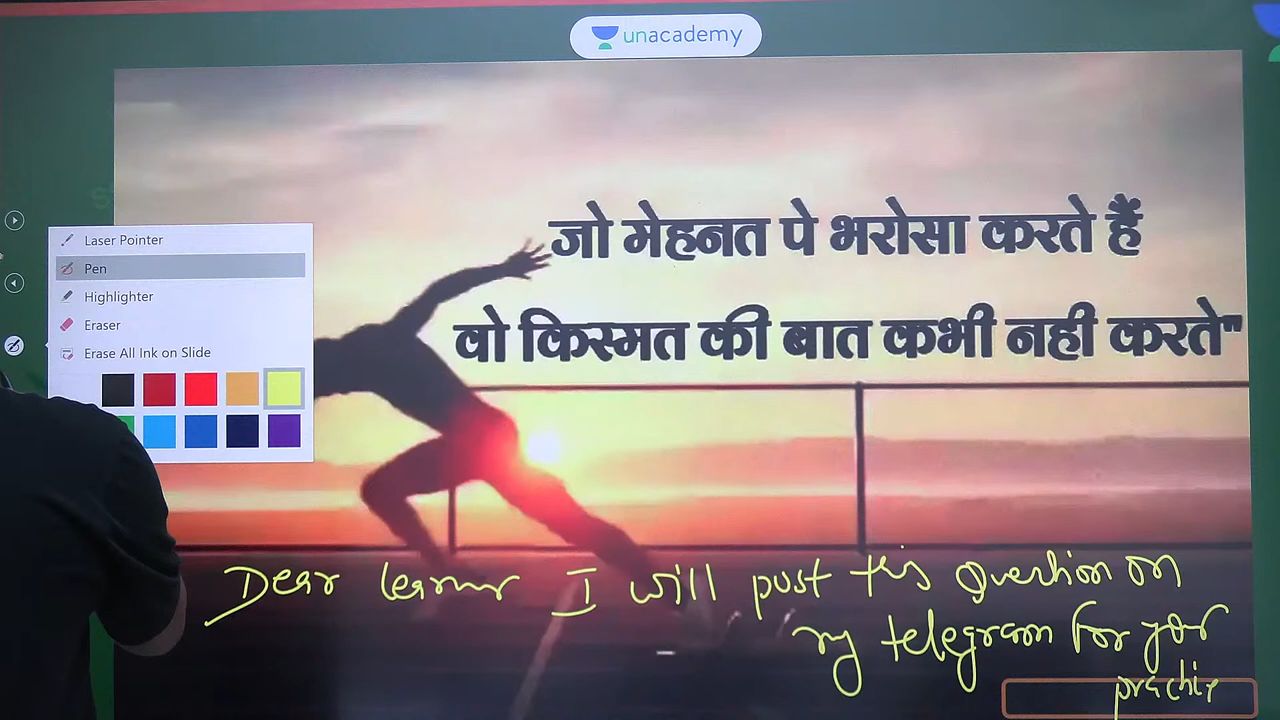 unacademy
जो मेहनत पे भरोसा करते हैं
वो किस्मत की बात कभी नही करते"
Laser Pointer
Pen
Highlighter
Eraser
Erase All Ink on Slide
Dear learner I will post this Question on
my telegram for your